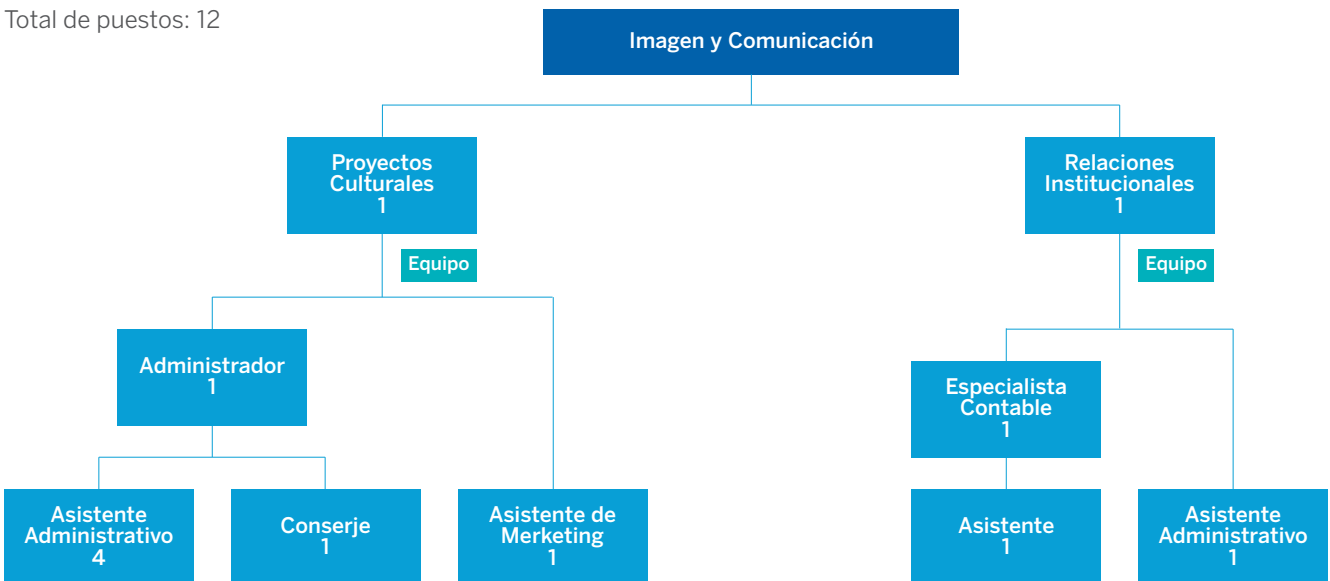 Total de puestos: 12
Imagen y Comunicación
Proyectos
Culturales
1
Relaciones
Institucionales
1
Equipo
Equipo
Administrador
1
Especialista
Contable
1
Asistente
Administrativo
4
Conserje
1
Asistente de
Merketing
1
Asistente
1
Asistente
Administrativo
1